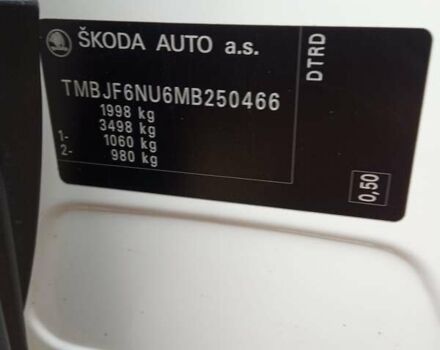 ŠKODA AUTO a.s.
DTRD
TMBJF6NU6MB250466
1998 kg
3498 kg
1- 1060 kg
2- 980 kg
0,50